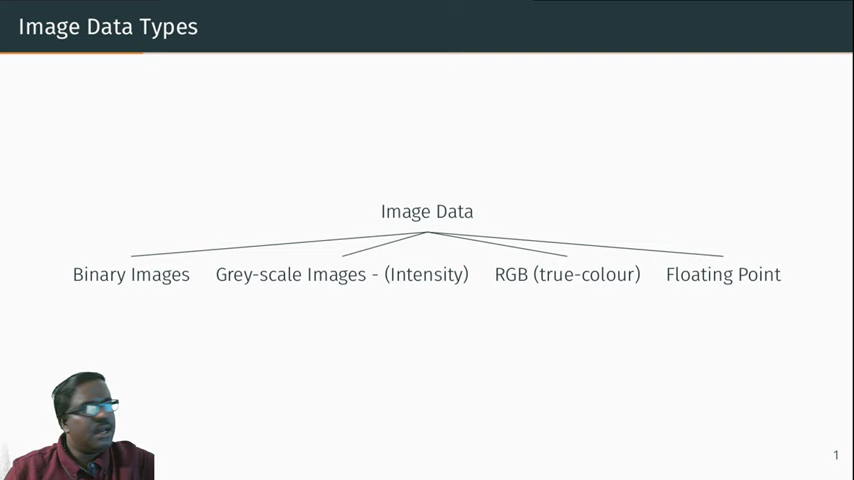 Image Data Types
Image Data
Binary Images Grey-scale Images - (Intensity) RGB (true-colour) Floating Point
1